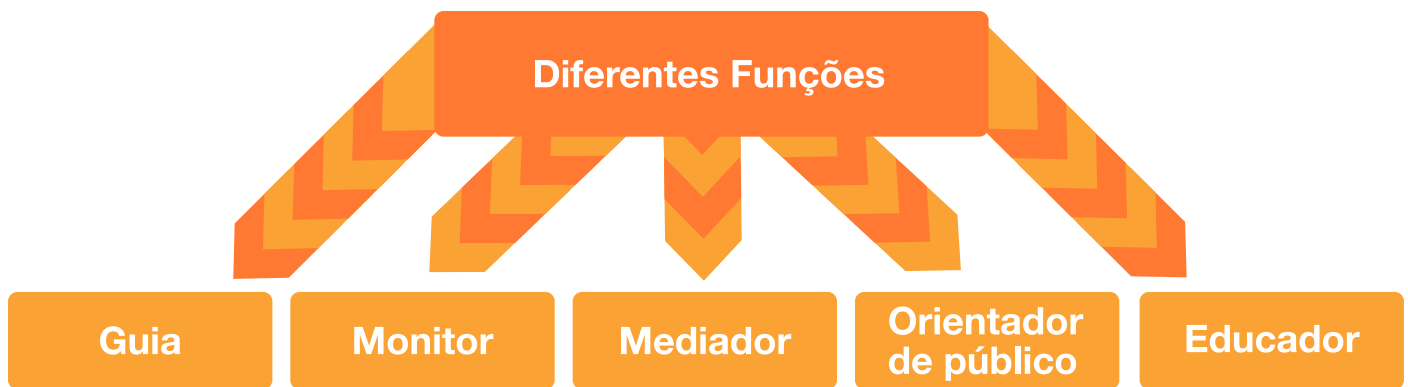 Diferentes Funções
Guia
Monitor
Mediador
Orientador
de público
Educador